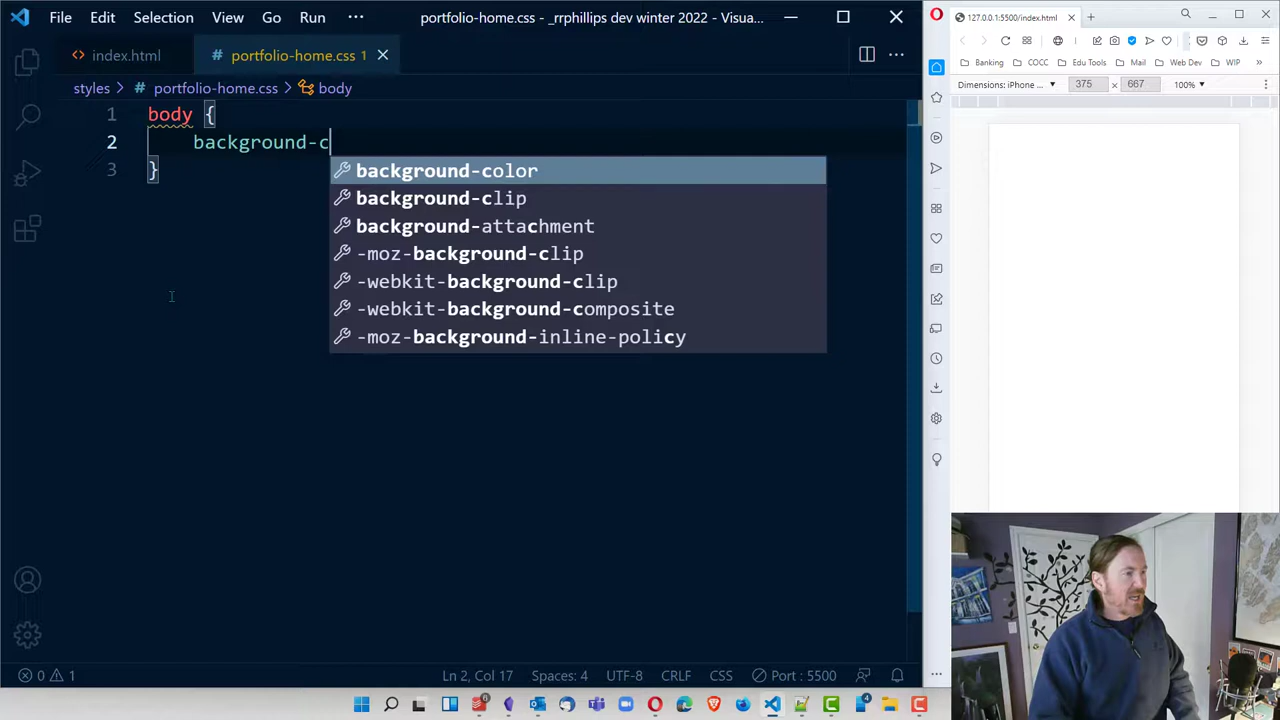 File Edit Selection View Go Run ··· portfolio-home.css - _rrphillips dev winter 2022 - Visua...
index.html
# portfolio-home.css 1
styles > # portfolio-home.css > body
1 body {
2 background-c
3 }
background-color
background-clip
background-attachment
-moz-background-clip
-webkit-background-clip
-webkit-background-composite
-moz-background-inline-policy
0 1 Ln 2, Col 17 Spaces: 4 UTF-8 CRLF CSS Port : 5500
127.0.0.1:5500/index.html
Banking COCC Edu Tools Mail Web Dev WIP
Dimensions: iPhone ... 375 × 667 100%